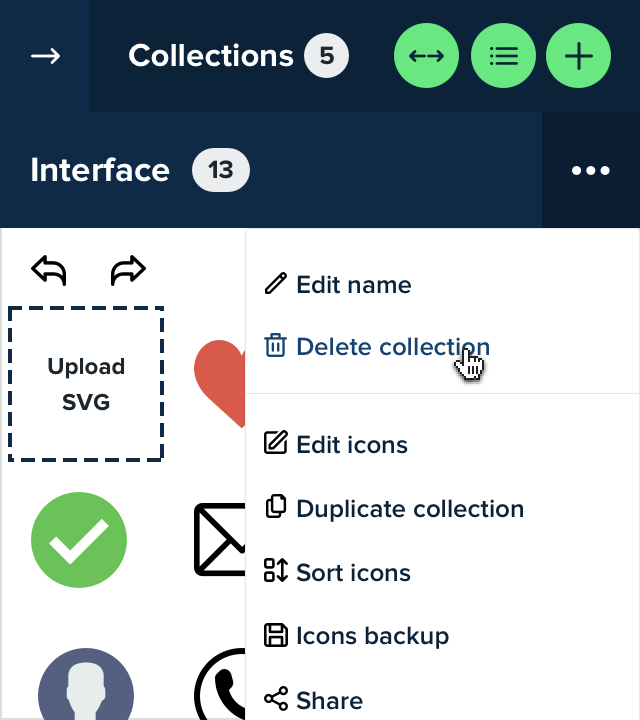 Collections 5
Interface 13
Edit name
Delete collection
Upload
SVG
Edit icons
Duplicate collection
Sort icons
Icons backup
Share